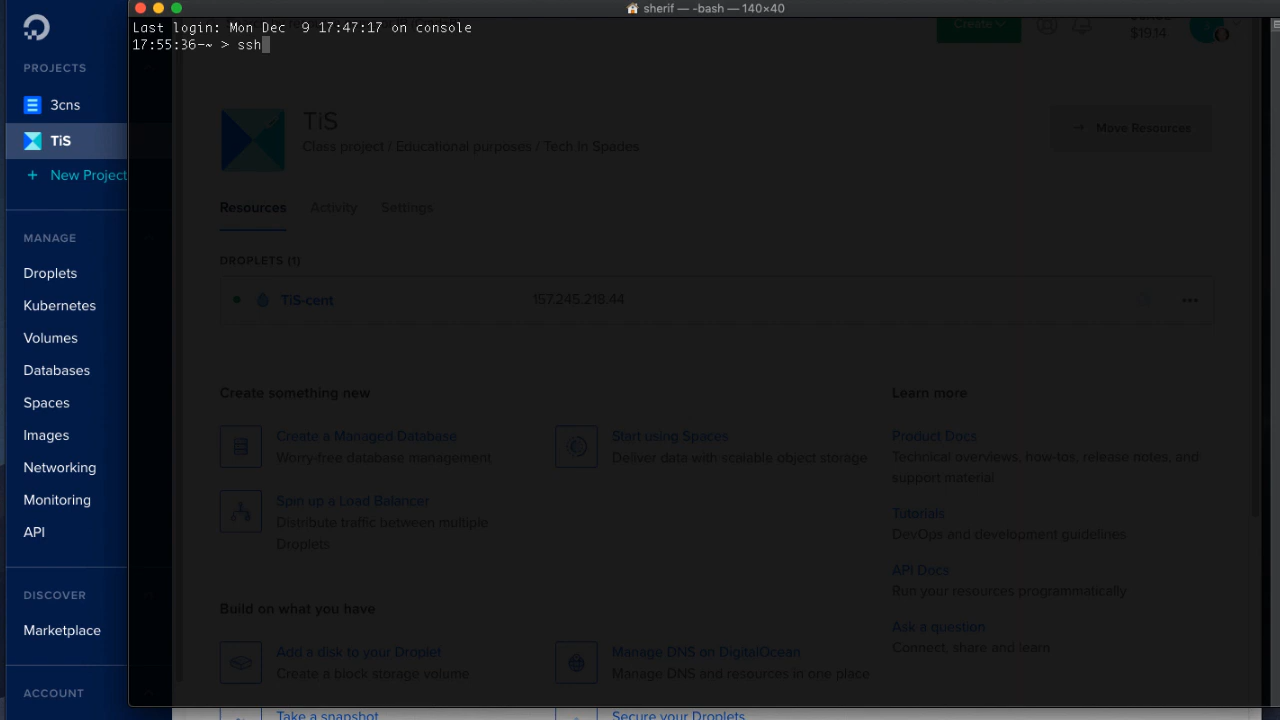 sherif — -bash — 140×40
Last login: Mon Dec  9 17:47:17 on console
17:55:36-~ > ssh
PROJECTS
3cns
TiS
+ New Project
MANAGE
Droplets
Kubernetes
Volumes
Databases
Spaces
Images
Networking
Monitoring
API
DISCOVER
Marketplace
ACCOUNT
Create
$19.14
TiS
Class project / Educational purposes / Tech In Spades
→ Move Resources
Resources
Activity
Settings
DROPLETS (1)
TiS-cent
157.245.218.44
Create something new
Create a Managed Database
Worry-free database management
Start using Spaces
Deliver data with scalable object storage
Spin up a Load Balancer
Distribute traffic between multiple
Droplets
Learn more
Product Docs
Technical overviews, how-tos, release notes, and
support material
Tutorials
DevOps and development guidelines
API Docs
Run your resources programmatically
Ask a question
Connect, share and learn
Build on what you have
Add a disk to your Droplet
Create a block storage volume
Manage DNS on DigitalOcean
Manage DNS and resources in one place
Take a snapshot
Secure your Droplets